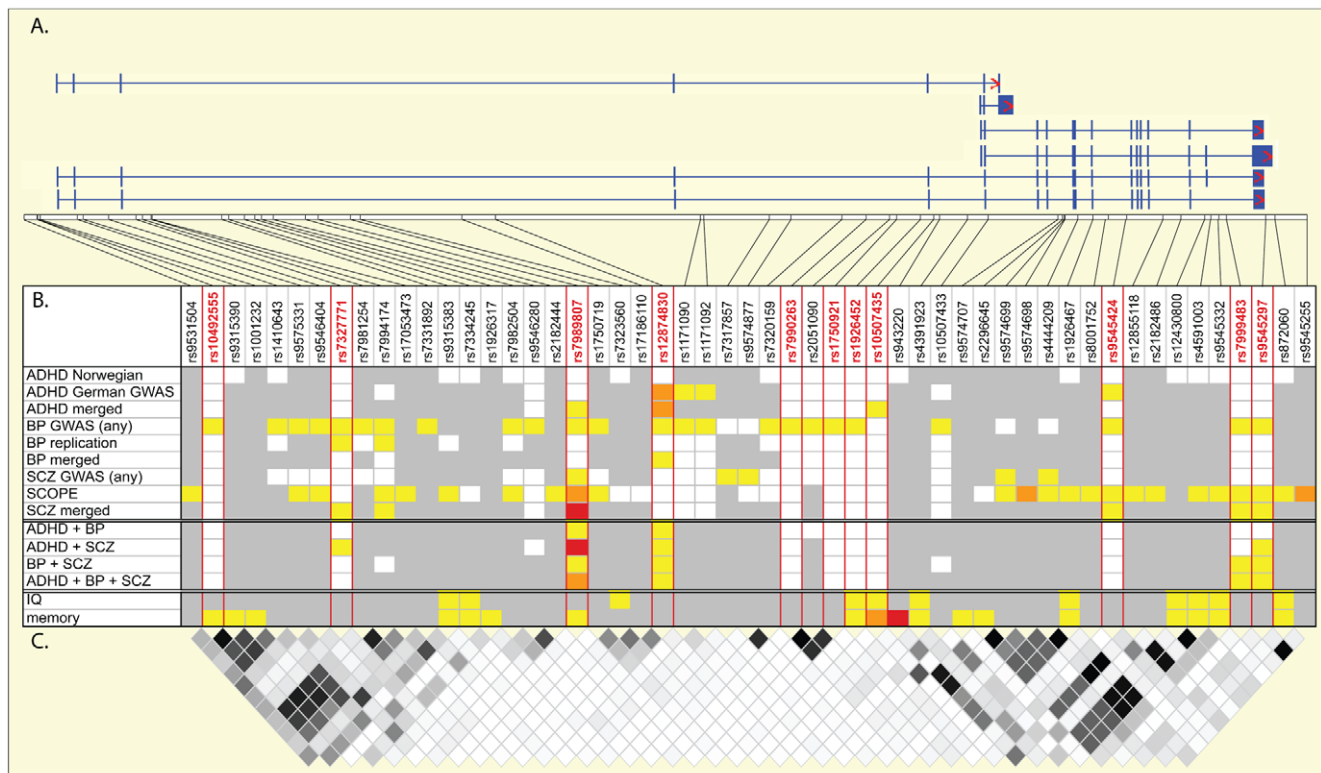 A.
B.
rs9531504
rs10492555
rs9315390
rs1001232
rs1410643
rs9575331
rs9546404
rs7327771
rs7981254
rs7994174
rs17053473
rs7331892
rs9315383
rs7334245
rs1926317
rs7982504
rs9546280
rs2182444
rs7989807
rs1750719
rs7323560
rs17186110
rs12874830
rs1171090
rs1171092
rs7317857
rs9574877
rs7320159
rs7990263
rs2051090
rs1750921
rs1926452
rs10507435
rs943220
rs4391923
rs10507433
rs9574707
rs2296645
rs9574699
rs9574698
rs4444209
rs1926467
rs8001752
rs9545424
rs12855118
rs2182486
rs12430800
rs4591003
rs9545332
rs7999483
rs9545297
rs872060
rs9545255
ADHD Norwegian
ADHD German GWAS
ADHD merged
BP GWAS (any)
BP replication
BP merged
SCZ GWAS (any)
SCOPE
SCZ merged
ADHD + BP
ADHD + SCZ
BP + SCZ
ADHD + BP + SCZ
IQ
memory
C.